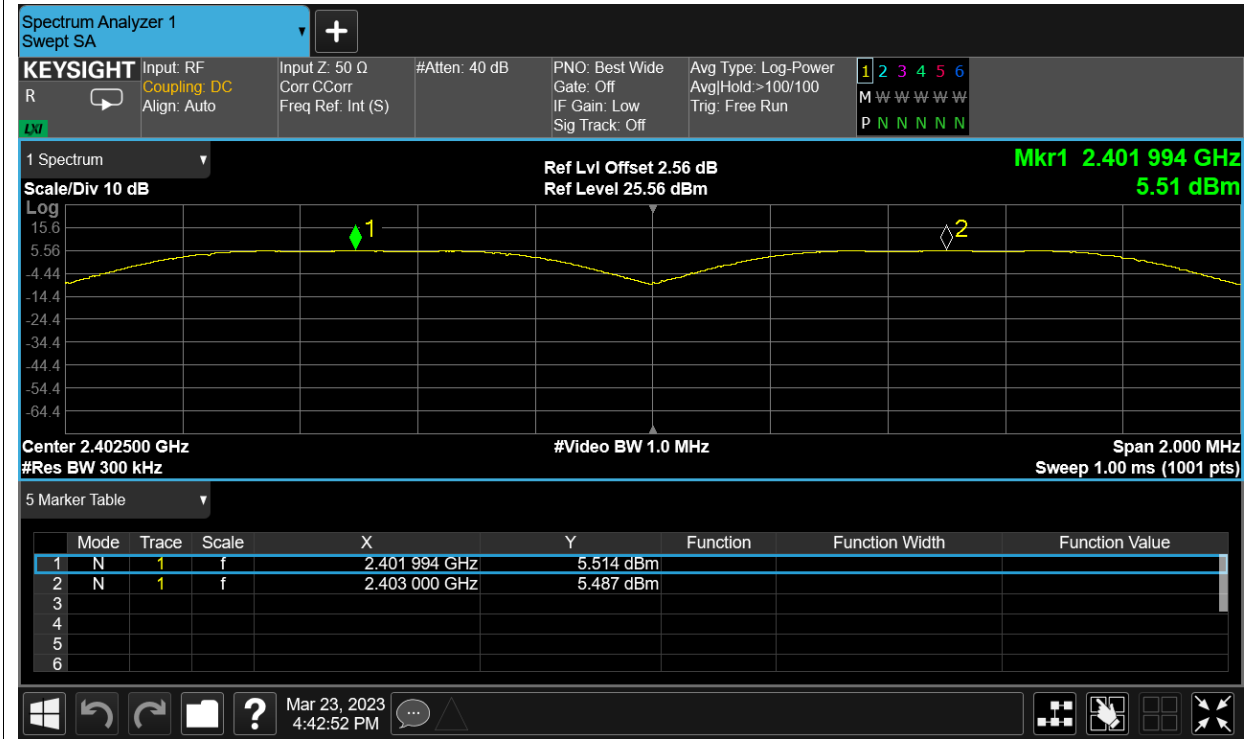 Spectrum Analyzer 1
Swept SA
+
KEYSIGHT
R
LXI
Input: RF
Coupling: DC
Align: Auto
Input Z: 50 Ω
Corr CCorr
Freq Ref: Int (S)
#Atten: 40 dB
PNO: Best Wide
Gate: Off
IF Gain: Low
Sig Track: Off
Avg Type: Log-Power
Avg|Hold:>100/100
Trig: Free Run
1 2 3 4 5 6
M W W W W W
P N N N N N
1 Spectrum
Scale/Div 10 dB
Ref Lvl Offset 2.56 dB
Ref Level 25.56 dBm
Mkr1 2.401 994 GHz
5.51 dBm
Log
15.6
5.56
-4.44
-14.4
-24.4
-34.4
-44.4
-54.4
-64.4
1
2
Center 2.402500 GHz
#Res BW 300 kHz
#Video BW 1.0 MHz
Span 2.000 MHz
Sweep 1.00 ms (1001 pts)
5 Marker Table
Mode Trace Scale X Y Function Function Width Function Value
1 N 1 f 2.401 994 GHz 5.514 dBm
2 N 1 f 2.403 000 GHz 5.487 dBm
3
4
5
6
?
Mar 23, 2023
4:42:52 PM